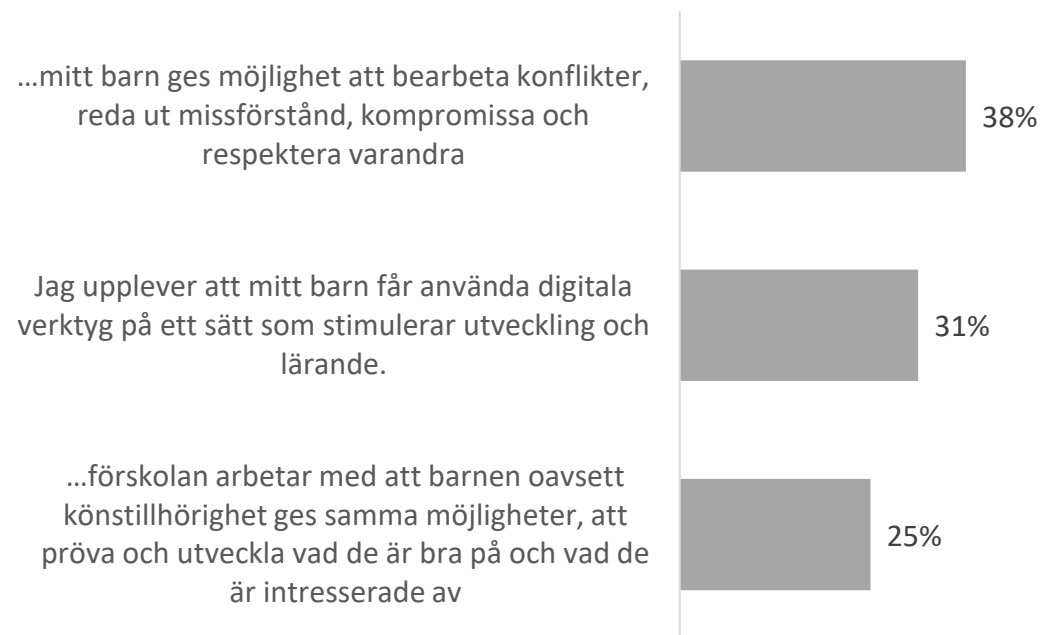 …mitt barn ges möjlighet att bearbeta konflikter,
reda ut missförstånd, kompromissa och
respektera varandra
38%
Jag upplever att mitt barn får använda digitala
verktyg på ett sätt som stimulerar utveckling och
lärande.
31%
…förskolan arbetar med att barnen oavsett
könstillhörighet ges samma möjligheter, att
pröva och utveckla vad de är bra på och vad de
är intresserade av
25%